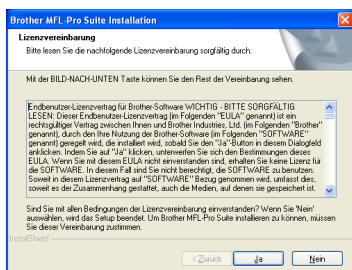 Brother MFL-Pro Suite Installation
Lizenzvereinbarung
Bitte lesen Sie die nachfolgende Lizenzvereinbarung sorgfältig durch.
Mit der BILD-NACH-UNTEN Taste können Sie den Rest der Vereinbarung sehen.
Endbenutzer-Lizenzvertrag für Brother-Software WICHTIG - BITTE SORGFÄLTIG
LESEN: Dieser Endbenutzer-Lizenzvertrag (im Folgenden "EULA" genannt) ist ein
rechtsgültiger Vertrag zwischen Ihnen und Brother Industries, Ltd. (im Folgenden "Brother"
genannt), durch den Ihre Nutzung der Brother-Software (im Folgenden "SOFTWARE"
genannt) geregelt wird, die installiert wird, sobald Sie den "Ja"-Button in diesem Dialogfeld
anklicken. Indem Sie auf "Ja" klicken, unterwerfen Sie sich den Bestimmungen dieses
EULA. Wenn Sie mit diesem EULA nicht einverstanden sind, erhalten Sie keine Lizenz für
die SOFTWARE. In diesem Fall sind Sie nicht berechtigt, die SOFTWARE zu benutzen.
Soweit in diesem Lizenzvertrag auf "SOFTWARE" Bezug genommen wird, umfasst dies,
soweit es der Zusammenhang gestattet, auch die Medien, auf denen sie gespeichert ist.
Sind Sie mit allen Bedingungen der Lizenzvereinbarung einverstanden? Wenn Sie 'Nein'
auswählen, wird das Setup beendet. Um Brother MFL-Pro Suite installieren zu können, müssen
Sie dieser Vereinbarung zustimmen.
InstallShield
< Zurück
Ja
Nein